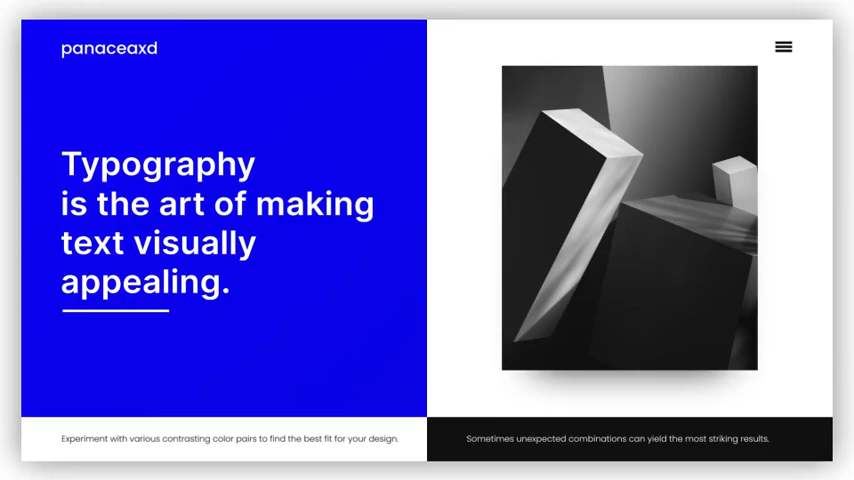 panaceaxd
Typography
is the art of making
text visually
appealing.
Experiment with various contrasting color pairs to find the best fit for your design.
Sometimes unexpected combinations can yield the most striking results.